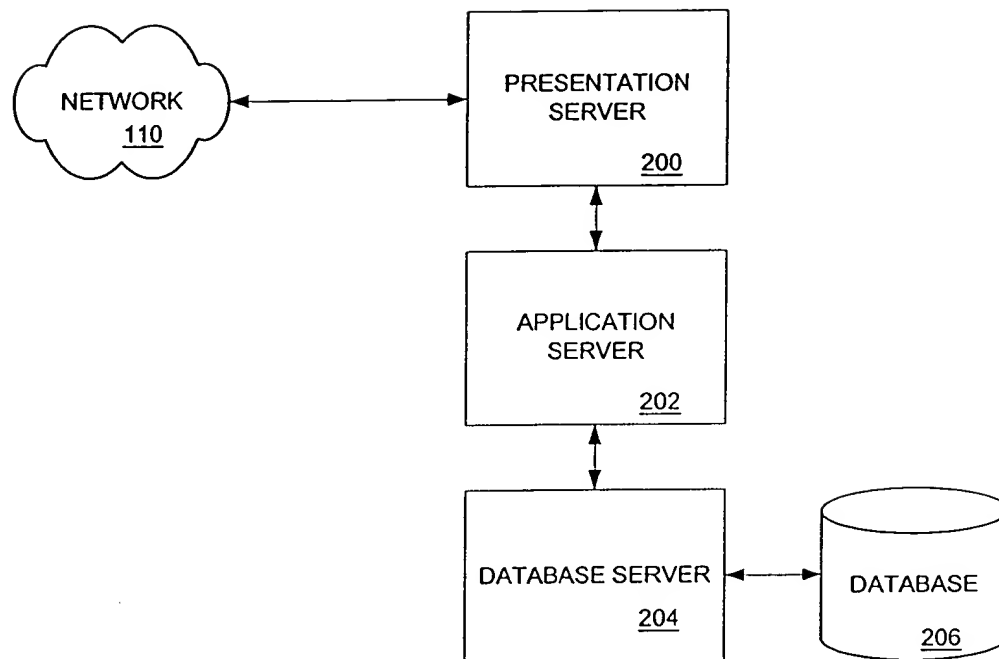 NETWORK
110
PRESENTATION
SERVER
200
APPLICATION
SERVER
202
DATABASE SERVER
204
DATABASE
206